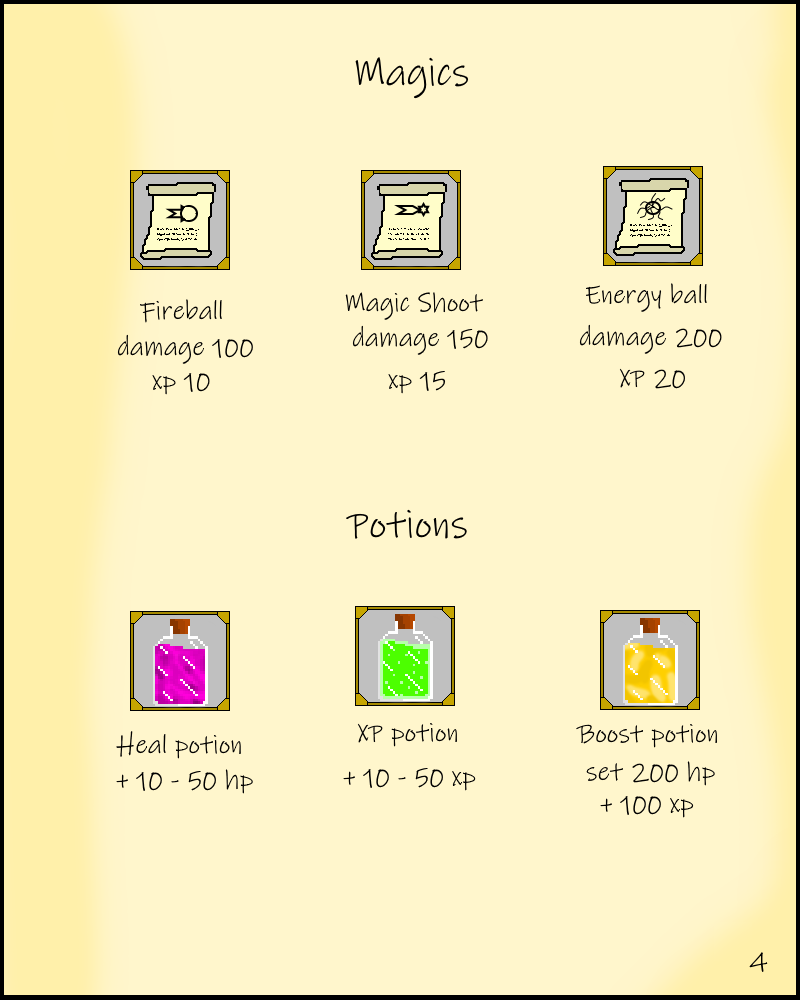 Magics
Fireball
damage 100
XP 10
Magic Shoot
damage 150
XP 15
Energy ball
damage 200
XP 20
Potions
Heal potion
+ 10 - 50 hp
XP potion
+ 10 - 50 xp
Boost potion
set 200 hp
+ 100 xp
4